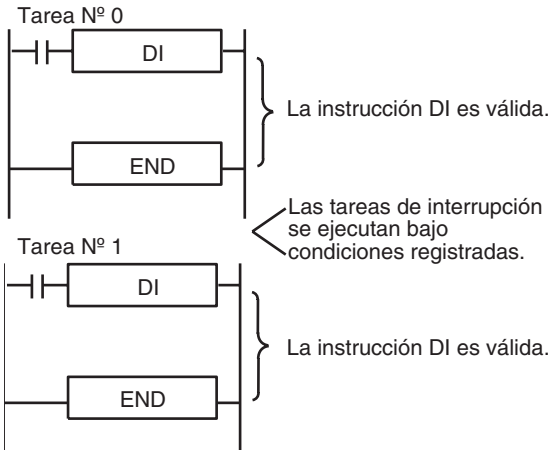 Tarea Nº 0
DI
La instrucción DI es válida.
END
Las tareas de interrupción
se ejecutan bajo
condiciones registradas.
Tarea Nº 1
DI
La instrucción DI es válida.
END